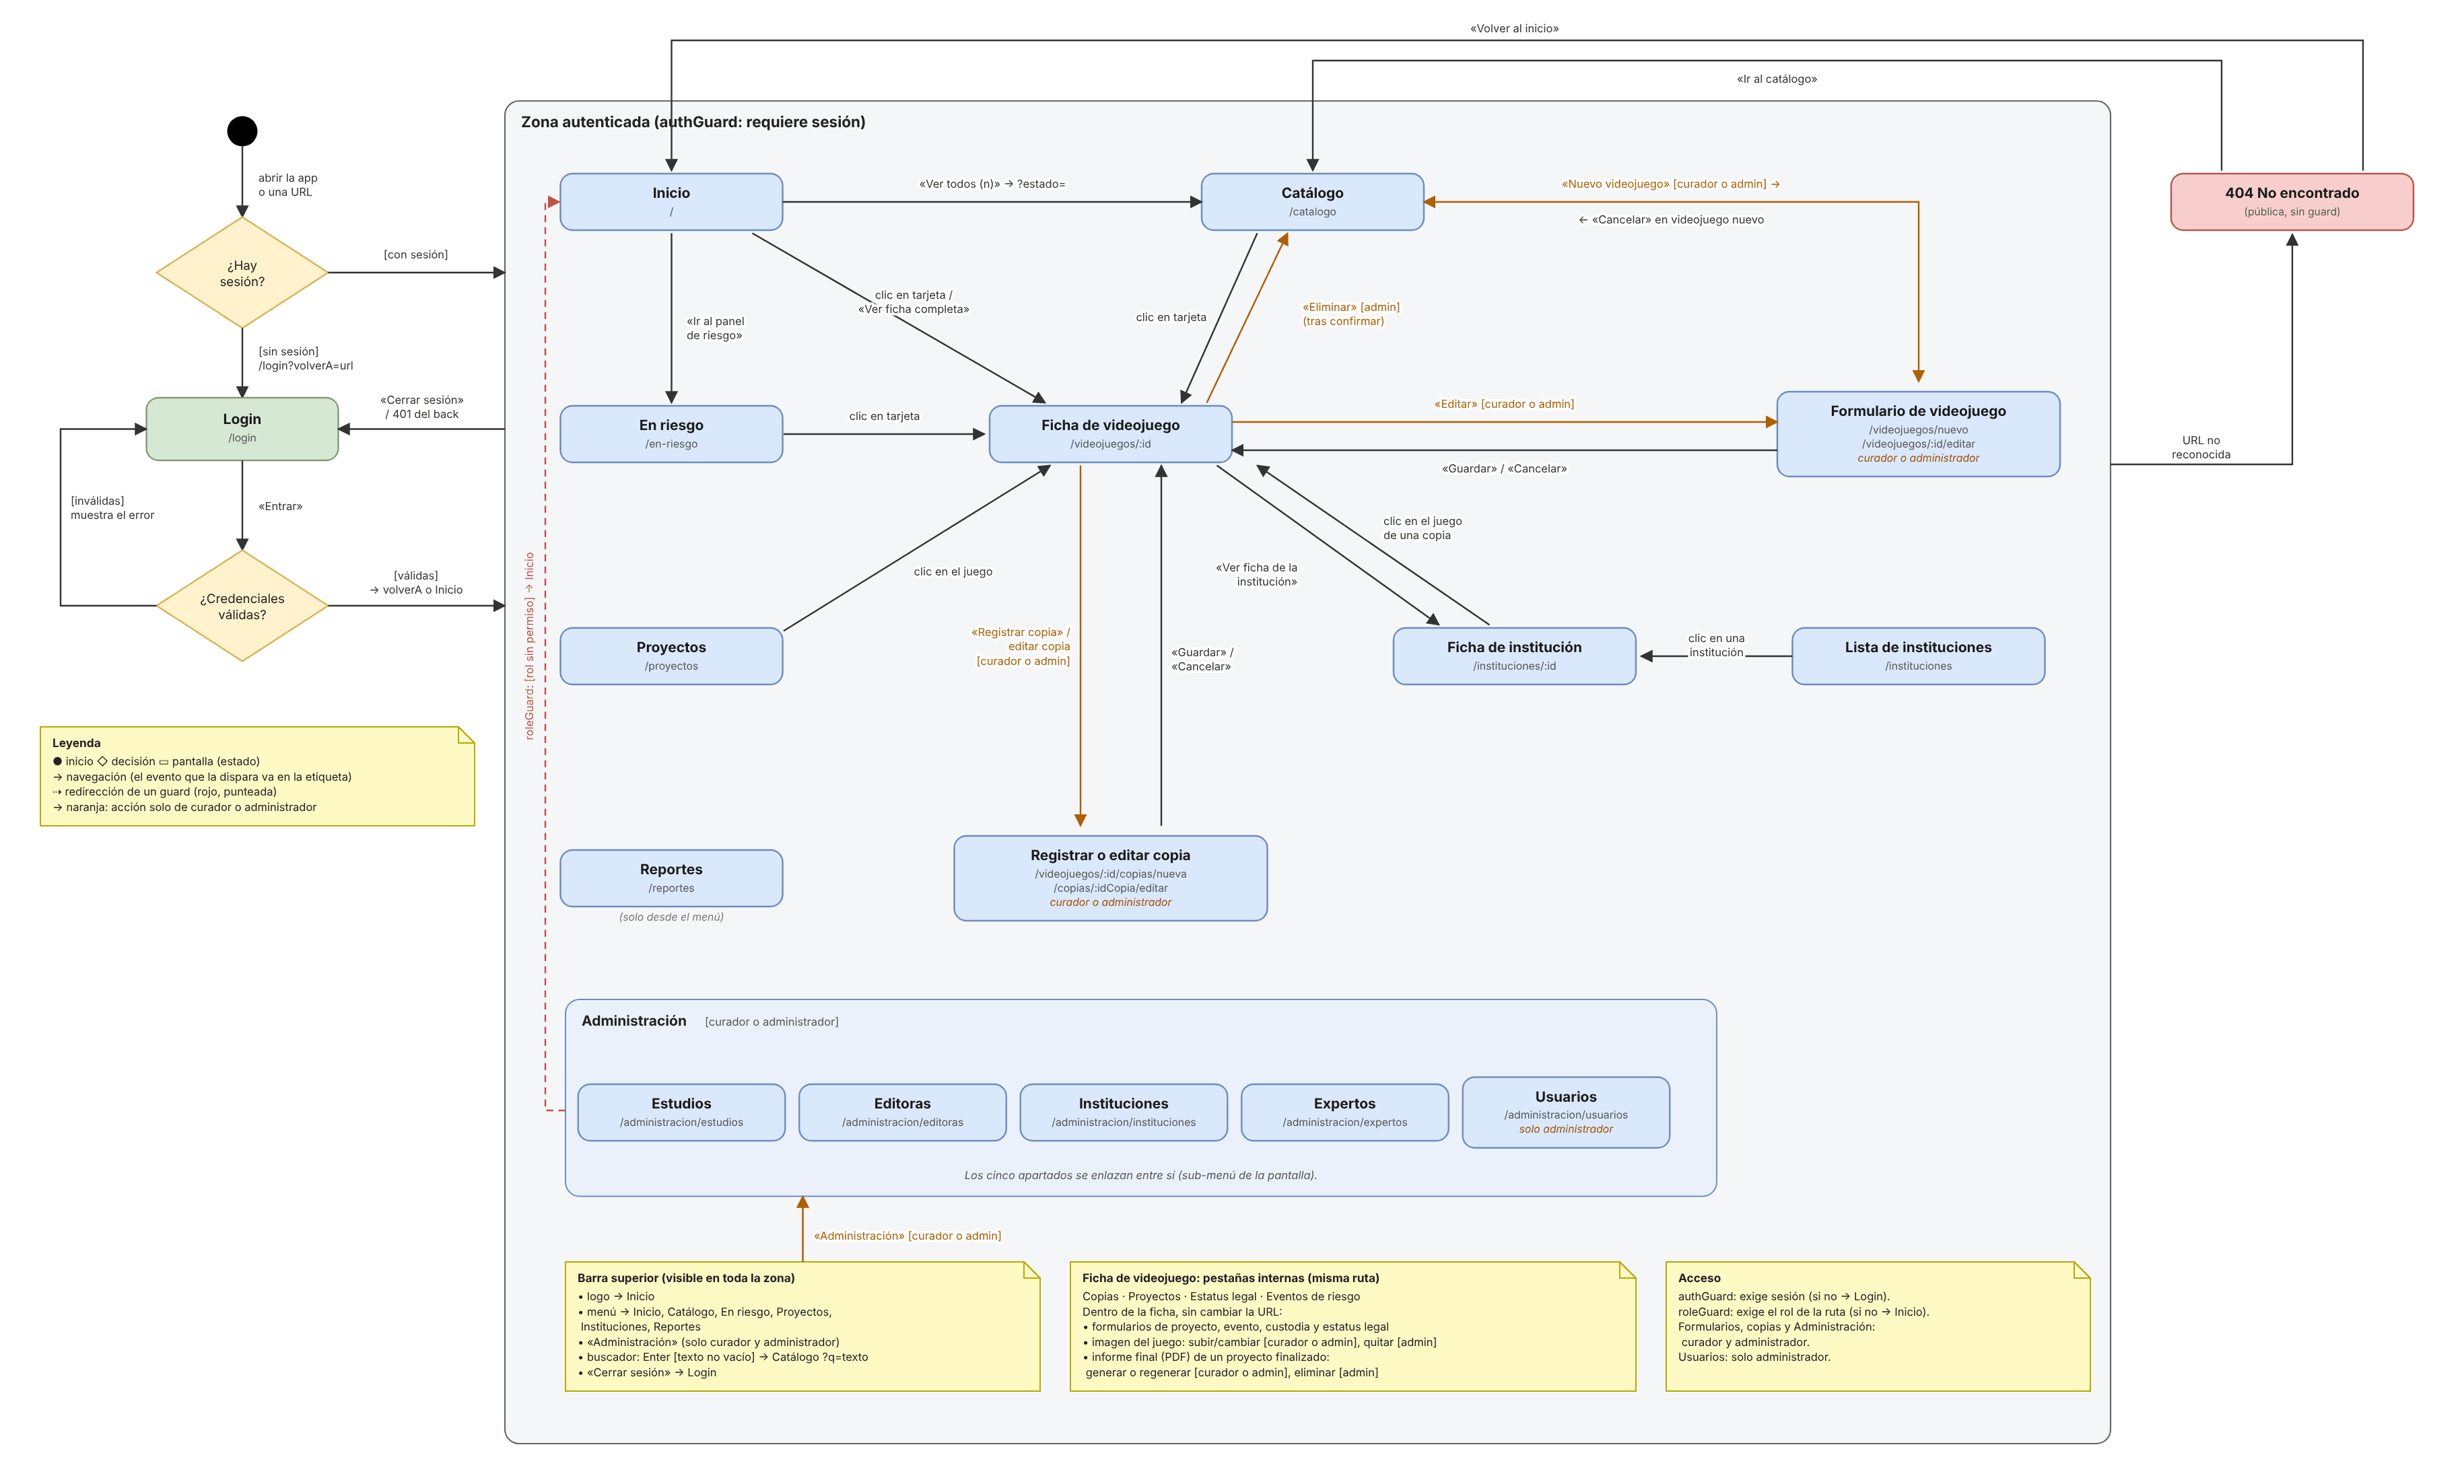 «Volver al inicio»
«Ir al catálogo»
Zona autenticada (authGuard: requiere sesión)
abrir la app
o una URL
Inicio
/
«Ver todos (n)» → ?estado=
Catálogo
/catalogo
«Nuevo videojuego» [curador o admin] →
← «Cancelar» en videojuego nuevo
404 No encontrado
(pública, sin guard)
¿Hay
sesión?
[con sesión]
clic en tarjeta /
«Ver ficha completa»
«Ir al panel
de riesgo»
clic en tarjeta
«Eliminar» [admin]
(tras confirmar)
[sin sesión]
/login?volverA=url
Login
/login
«Cerrar sesión»
/ 401 del back
En riesgo
/en-riesgo
clic en tarjeta
Ficha de videojuego
/videojuegos/:id
«Editar» [curador o admin]
«Guardar» / «Cancelar»
Formulario de videojuego
/videojuegos/nuevo
/videojuegos/:id/editar
curador o administrador
URL no
reconocida
[inválidas]
muestra el error
«Entrar»
clic en el juego
de una copia
¿Credenciales
válidas?
[válidas]
→ volverA o Inicio
roleGuard: [rol sin permiso] → Inicio
clic en el juego
«Ver ficha de la
institución»
Proyectos
/proyectos
«Registrar copia» /
editar copia
[curador o admin]
«Guardar» /
«Cancelar»
Ficha de institución
/instituciones/:id
clic en una
institución
Lista de instituciones
/instituciones
Leyenda
● inicio ◇ decisión ▭ pantalla (estado)
→ navegación (el evento que la dispara va en la etiqueta)
⇢ redirección de un guard (rojo, punteada)
→ naranja: acción solo de curador o administrador
Reportes
/reportes
(solo desde el menú)
Registrar o editar copia
/videojuegos/:id/copias/nueva
/copias/:idCopia/editar
curador o administrador
Administración [curador o administrador]
Estudios
/administracion/estudios
Editoras
/administracion/editoras
Instituciones
/administracion/instituciones
Expertos
/administracion/expertos
Usuarios
/administracion/usuarios
solo administrador
Los cinco apartados se enlazan entre sí (sub-menú de la pantalla).
«Administración» [curador o admin]
Barra superior (visible en toda la zona)
• logo → Inicio
• menú → Inicio, Catálogo, En riesgo, Proyectos,
Instituciones, Reportes
• «Administración» (solo curador y administrador)
• buscador: Enter [texto no vacío] → Catálogo ?q=texto
• «Cerrar sesión» → Login
Ficha de videojuego: pestañas internas (misma ruta)
Copias · Proyectos · Estatus legal · Eventos de riesgo
Dentro de la ficha, sin cambiar la URL:
• formularios de proyecto, evento, custodia y estatus legal
• imagen del juego: subir/cambiar [curador o admin], quitar [admin]
• informe final (PDF) de un proyecto finalizado:
generar o regenerar [curador o admin], eliminar [admin]
Acceso
authGuard: exige sesión (si no → Login).
roleGuard: exige el rol de la ruta (si no → Inicio).
Formularios, copias y Administración:
curador y administrador.
Usuarios: solo administrador.